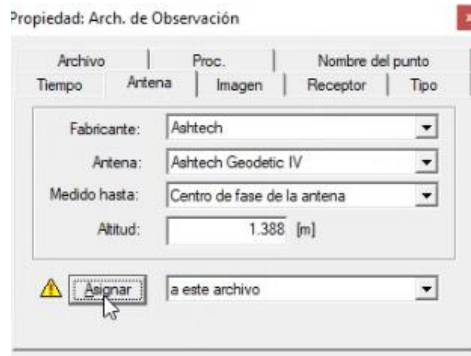 Propiedad: Arch. de Observación
Archivo Proc. Nombre del punto
Tiempo Antena Imagen Receptor Tipo
Fabricante: Ashtech
Antena: Ashtech Geodetic IV
Medido hasta: Centro de fase de la antena
Altitud: 1.388 [m]
Asignar a este archivo